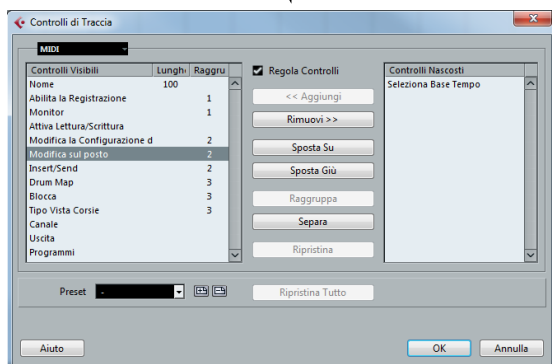 Controlli di Traccia
MIDI
Controlli Visibili Lungh Raggru
Nome 100
Abilita la Registrazione 1
Monitor 1
Attiva Lettura/Scrittura
Modifica la Configurazione d 2
Modifica sul posto 2
Insert/Send 2
Drum Map 3
Blocca 3
Tipo Vista Corsie 3
Canale
Uscita
Programmi
Regola Controlli
<< Aggiungi
Rimuovi >>
Sposta Su
Sposta Giù
Raggruppa
Separa
Ripristina
Controlli Nascosti
Seleziona Base Tempo
Preset -
Ripristina Tutto
Aiuto
OK
Annulla